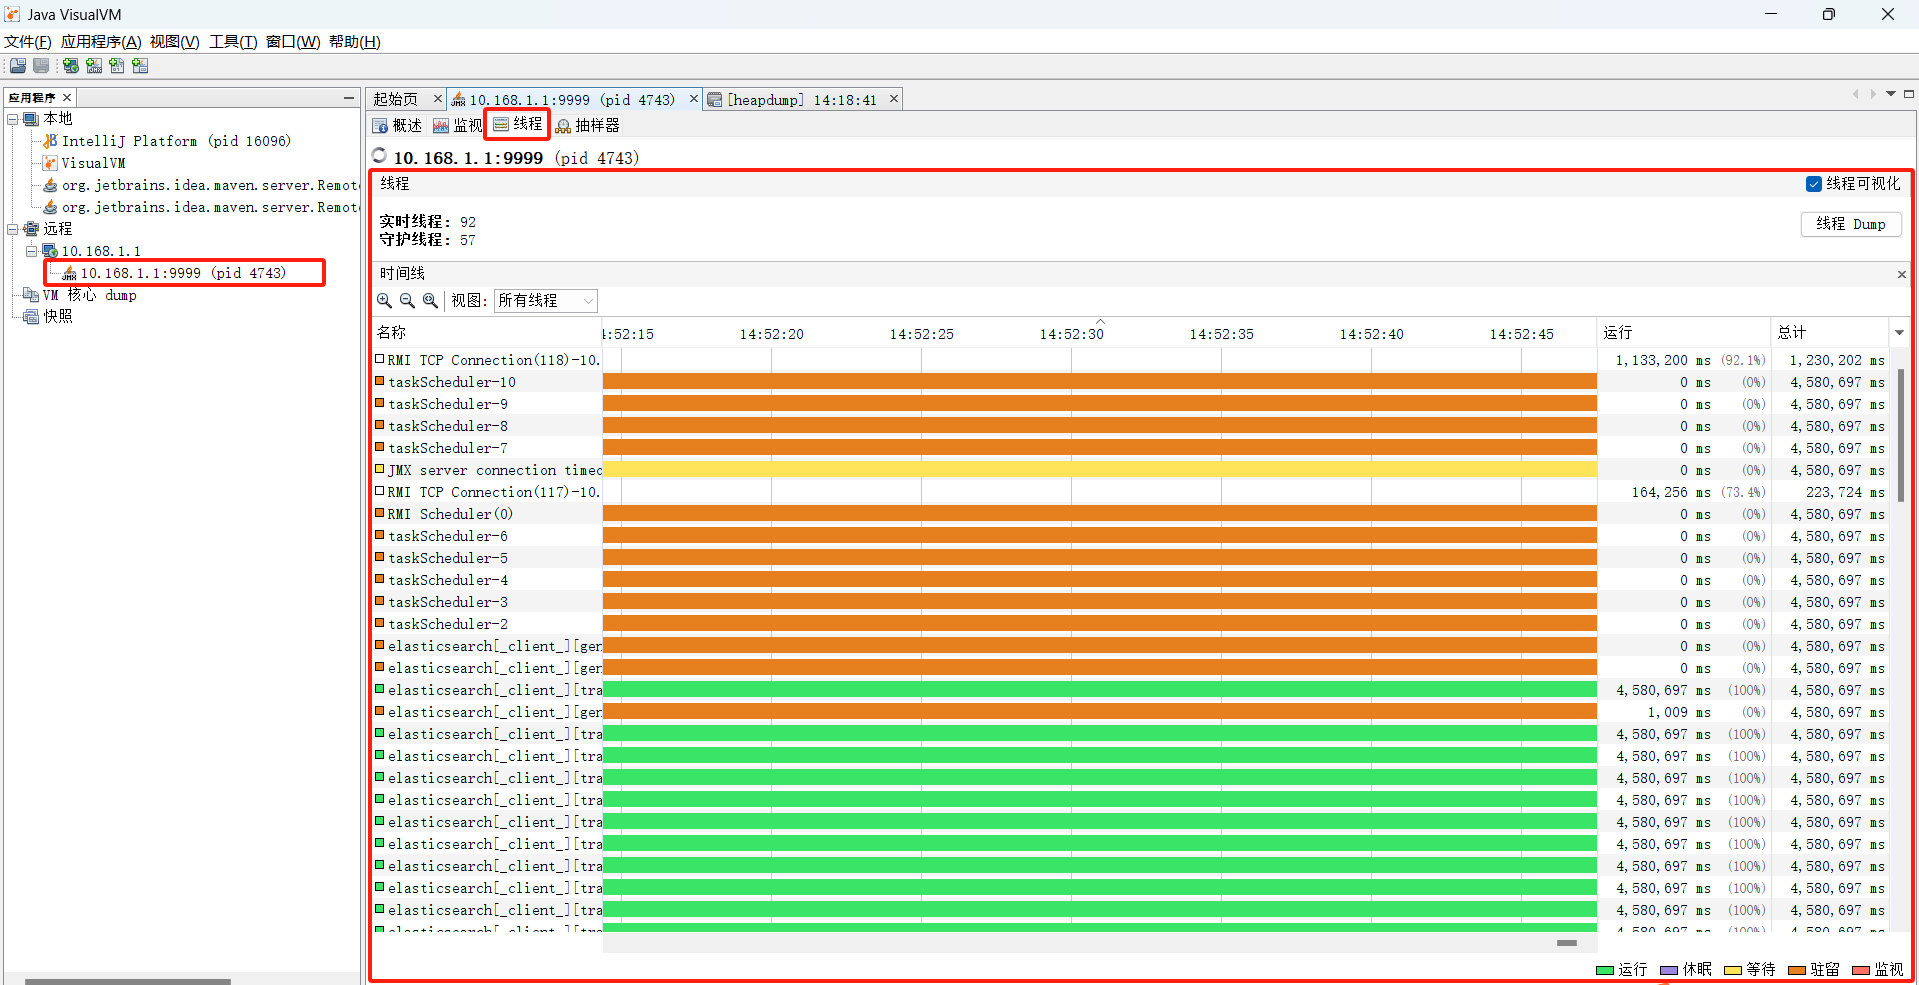 Java VisualVM
文件(F) 应用程序(A) 视图(V) 工具(T) 窗口(W) 帮助(H)
应用程序
本地
IntelliJ Platform (pid 16096)
VisualVM
org.jetbrains.idea.maven.server.Remot
org.jetbrains.idea.maven.server.Remot
远程
10.168.1.1
10.168.1.1:9999 (pid 4743)
VM 核心 dump
快照
起始页 10.168.1.1:9999 (pid 4743) [heapdump] 14:18:41
概述 监视 线程 抽样器
10.168.1.1:9999 (pid 4743)
线程 线程可视化
实时线程: 92
守护线程: 57
线程 Dump
时间线
视图: 所有线程
名称 4:52:15 14:52:20 14:52:25 14:52:30 14:52:35 14:52:40 14:52:45 运行 总计
RMI TCP Connection(118)-10. 1,133,200 ms (92.1%) 1,230,202 ms
taskScheduler-10 0 ms (0%) 4,580,697 ms
taskScheduler-9 0 ms (0%) 4,580,697 ms
taskScheduler-8 0 ms (0%) 4,580,697 ms
taskScheduler-7 0 ms (0%) 4,580,697 ms
JMX server connection timeo 0 ms (0%) 4,580,697 ms
RMI TCP Connection(117)-10. 164,256 ms (73.4%) 223,724 ms
RMI Scheduler(0) 0 ms (0%) 4,580,697 ms
taskScheduler-6 0 ms (0%) 4,580,697 ms
taskScheduler-5 0 ms (0%) 4,580,697 ms
taskScheduler-4 0 ms (0%) 4,580,697 ms
taskScheduler-3 0 ms (0%) 4,580,697 ms
taskScheduler-2 0 ms (0%) 4,580,697 ms
elasticsearch[_client_][gen 0 ms (0%) 4,580,697 ms
elasticsearch[_client_][gen 0 ms (0%) 4,580,697 ms
elasticsearch[_client_][tra 4,580,697 ms (100%) 4,580,697 ms
elasticsearch[_client_][gen 1,009 ms (0%) 4,580,697 ms
elasticsearch[_client_][tra 4,580,697 ms (100%) 4,580,697 ms
elasticsearch[_client_][tra 4,580,697 ms (100%) 4,580,697 ms
elasticsearch[_client_][tra 4,580,697 ms (100%) 4,580,697 ms
elasticsearch[_client_][tra 4,580,697 ms (100%) 4,580,697 ms
elasticsearch[_client_][tra 4,580,697 ms (100%) 4,580,697 ms
elasticsearch[_client_][tra 4,580,697 ms (100%) 4,580,697 ms
elasticsearch[_client_][tra 4,580,697 ms (100%) 4,580,697 ms
elasticsearch[_client_][tra 4,580,697 ms (100%) 4,580,697 ms
elasticsearch[_client_][tra 4,580,697 ms (100%) 4,580,697 ms
elasticsearch[_client_][tra 4,580,697 ms (100%) 4,580,697 ms
运行 休眠 等待 驻留 监视